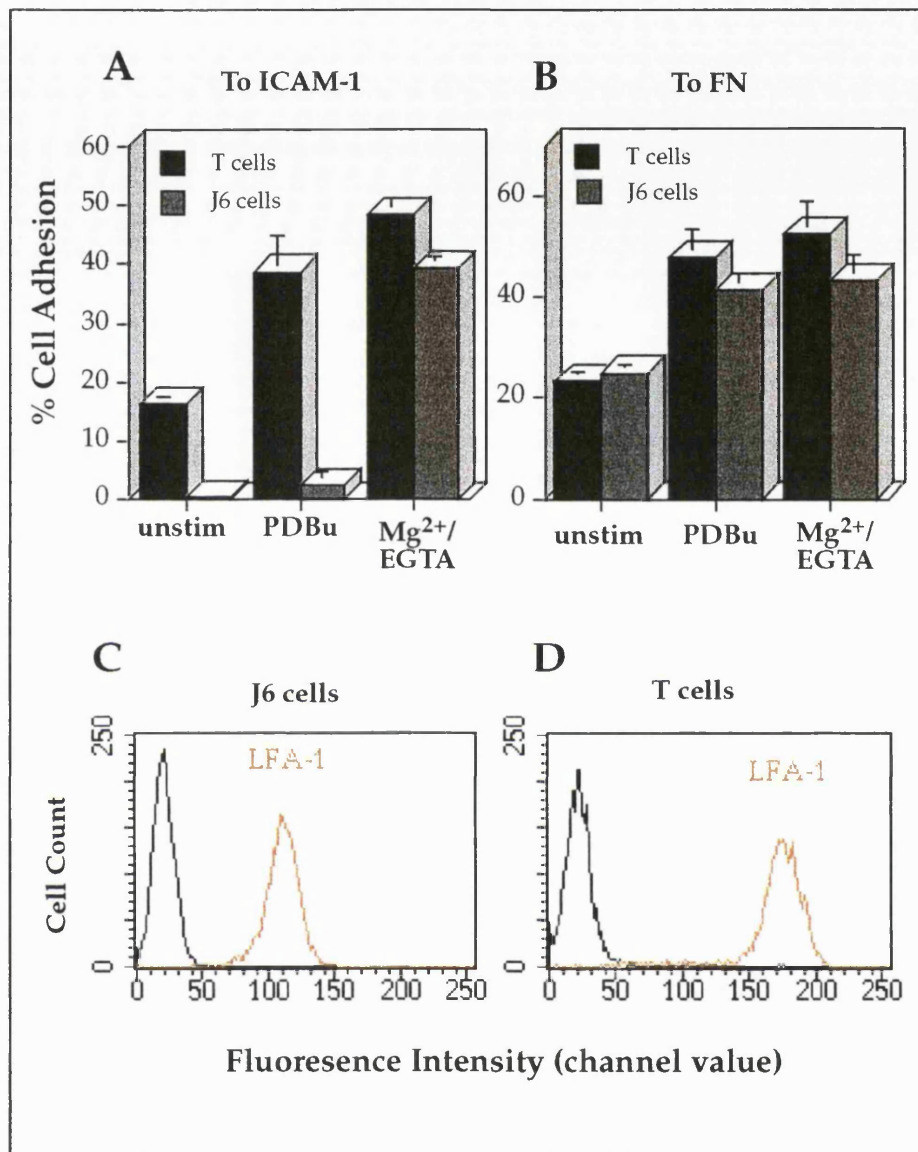 A
To ICAM-1
% Cell Adhesion
60
50
40
30
20
10
0
T cells
J6 cells
unstim
PDBu
Mg²⁺/
EGTA
B
To FN
60
40
20
0
T cells
J6 cells
unstim
PDBu
Mg²⁺/
EGTA
C
J6 cells
Cell Count
250
0
LFA-1
0 50 100 150 200 250
D
T cells
250
0
LFA-1
0 50 100 150 200 250
Fluoresence Intensity (channel value)